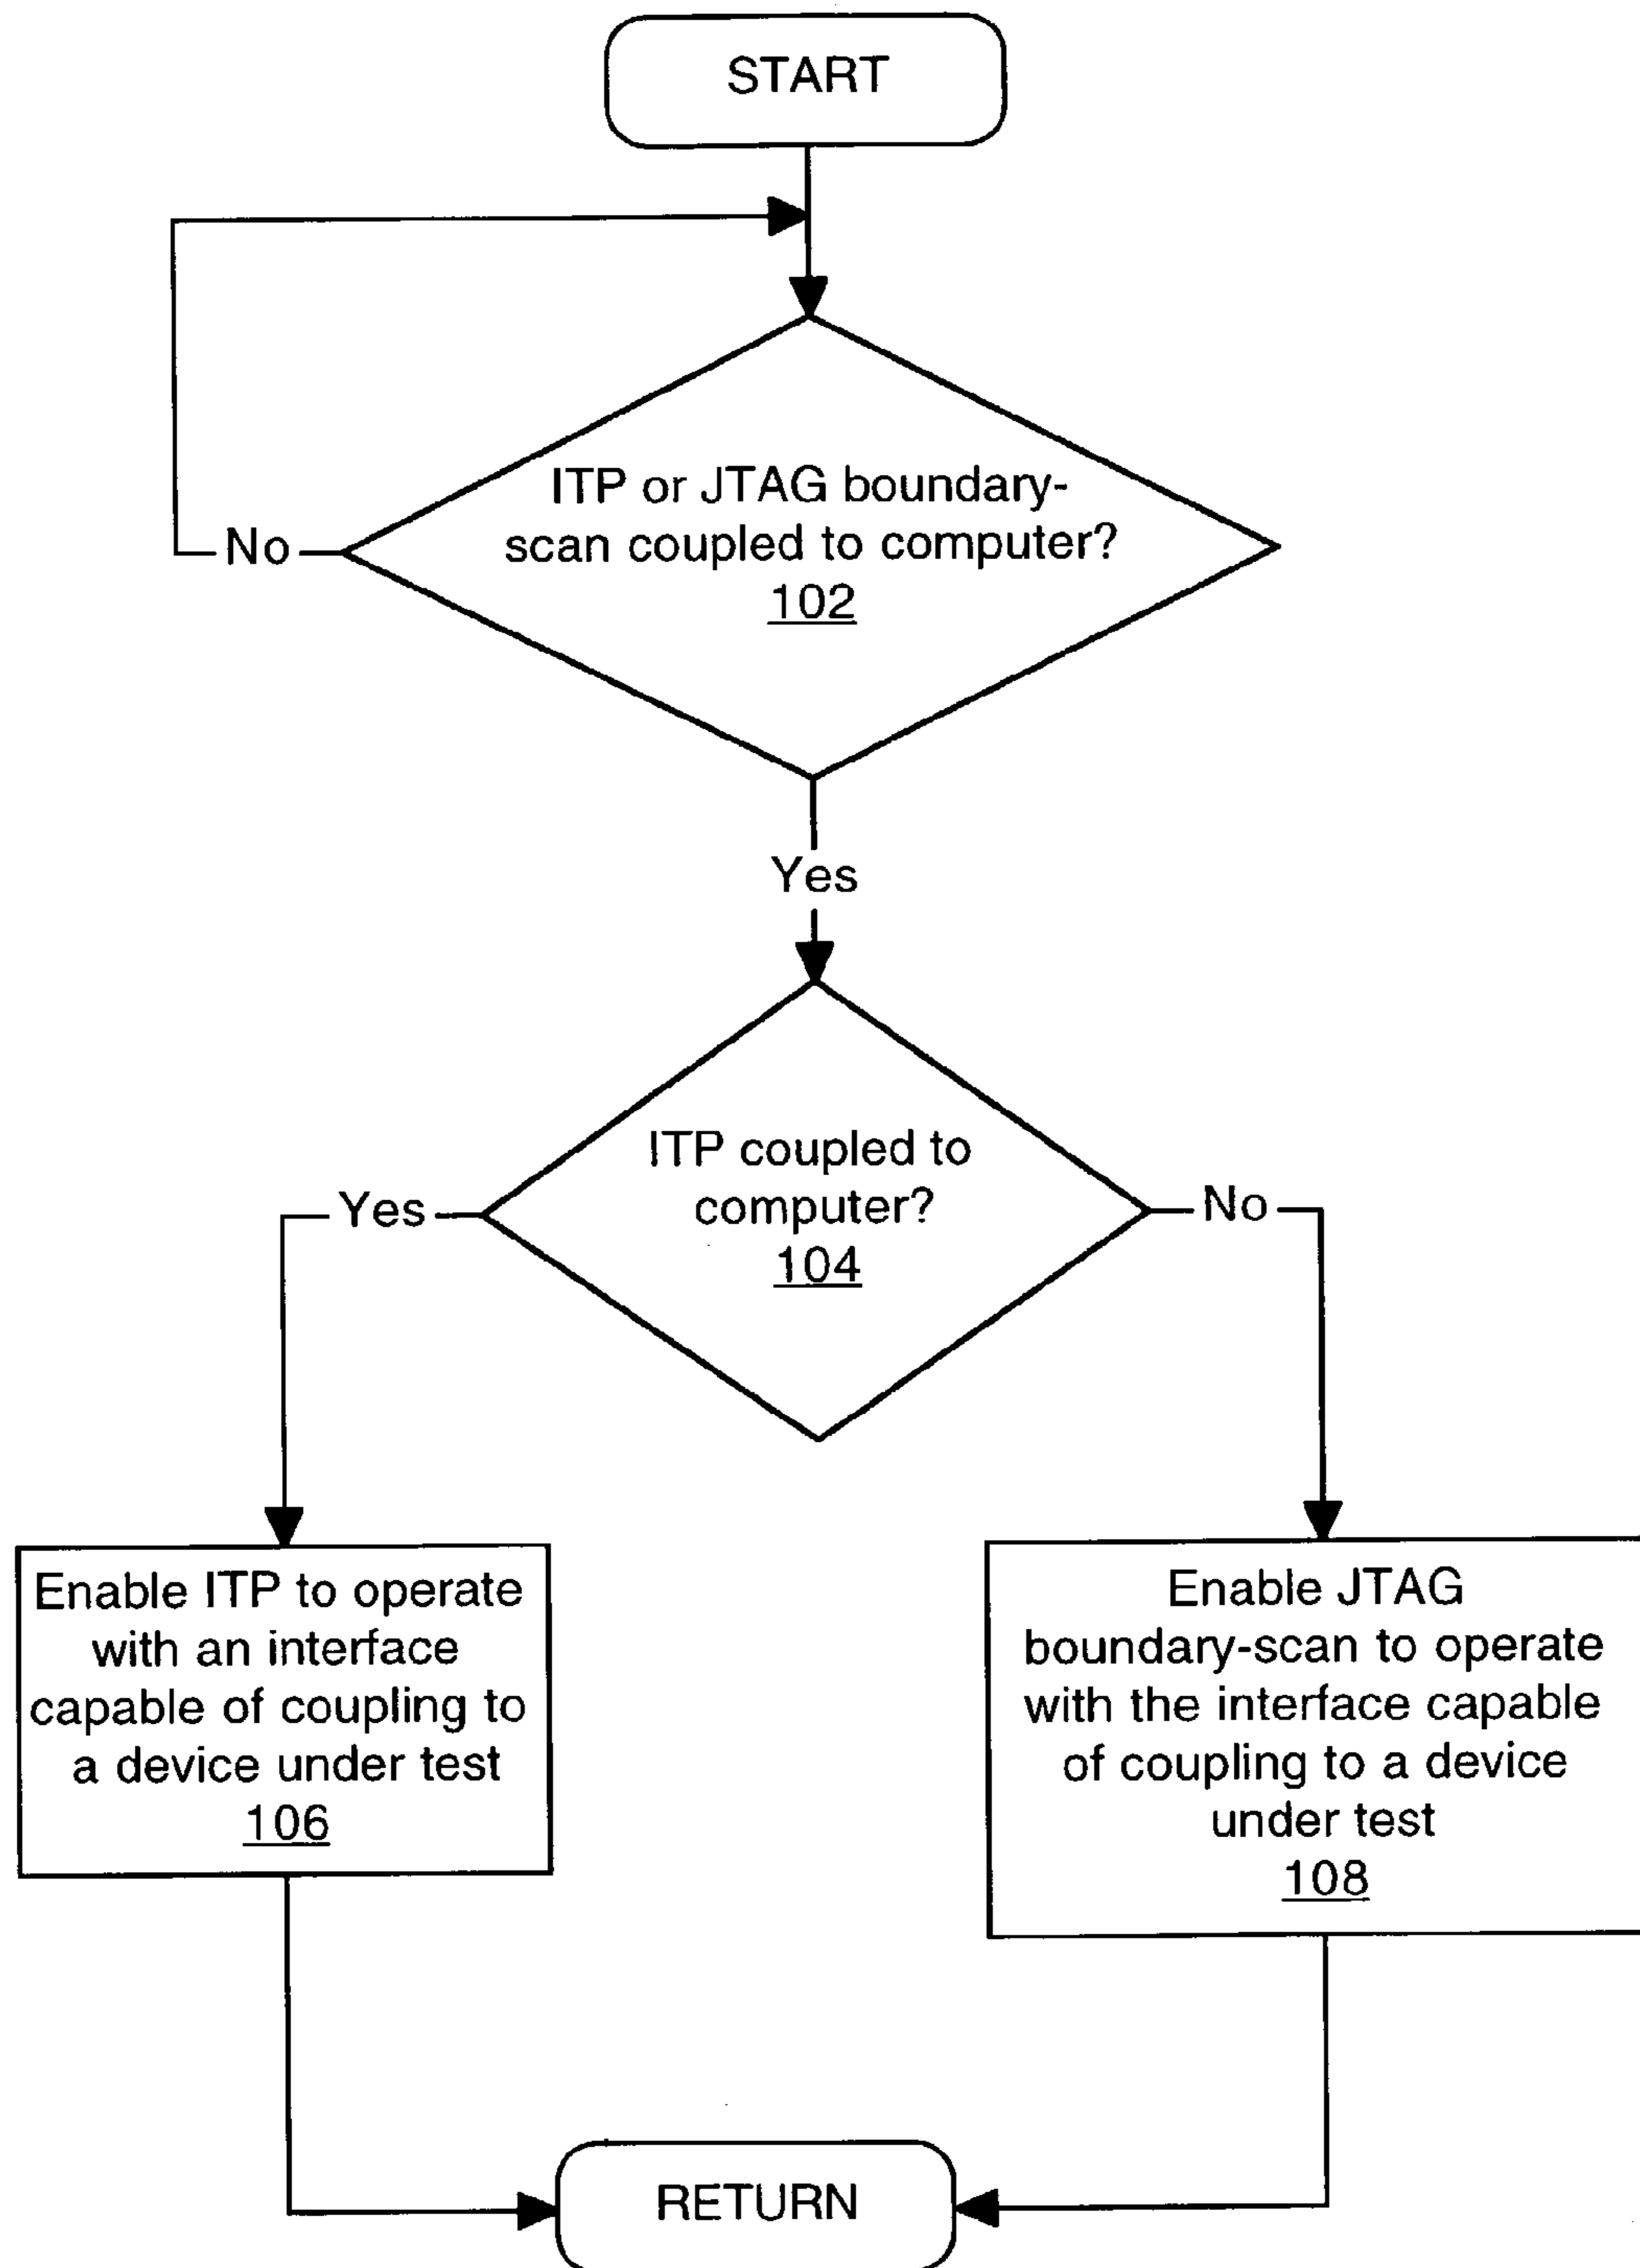 START
ITP or JTAG boundary-
scan coupled to computer?
102
No
Yes
ITP coupled to
computer?
104
Yes
No
Enable ITP to operate
with an interface
capable of coupling to
a device under test
106
Enable JTAG
boundary-scan to operate
with the interface capable
of coupling to a device
under test
108
RETURN